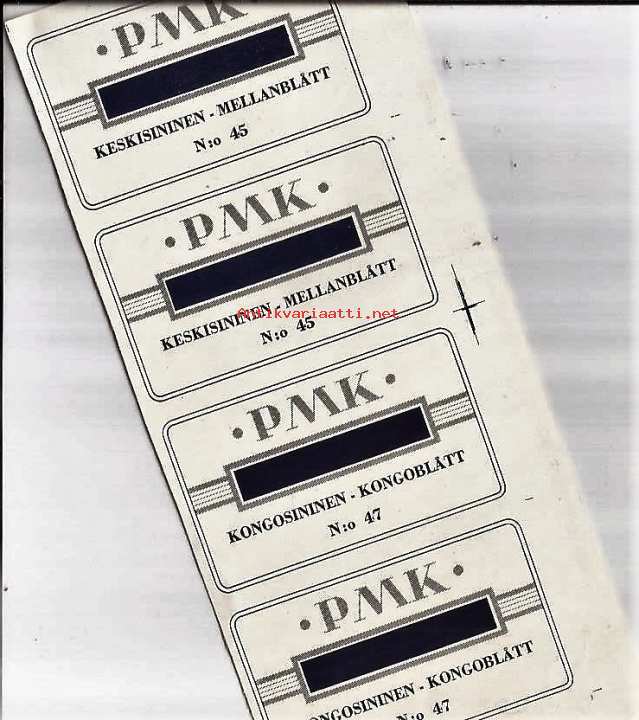 ·PMK·
KESKISININEN - MELLANBLÅTT
N:o 45
·PMK·
KESKISININEN - MELLANBLÅTT
Antikvariaatti.net
N:o 45
·PMK·
KONGOSININEN - KONGOBLÅTT
N:o 47
·PMK·
KONGOSININEN - KONGOBLÅTT
N:o 47